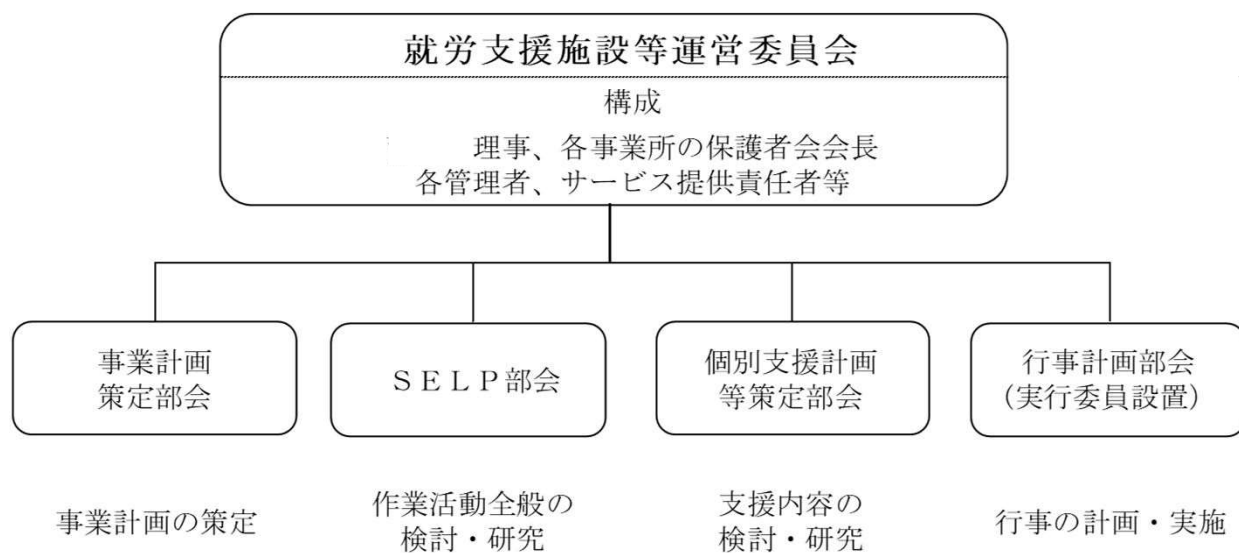 就労支援施設等運営委員会
構成
理事、各事業所の保護者会会長
各管理者、サービス提供責任者等
事業計画
策定部会
ＳＥＬＰ部会
個別支援計画
等策定部会
行事計画部会
(実行委員設置)
事業計画の策定
作業活動全般の
検討・研究
支援内容の
検討・研究
行事の計画・実施